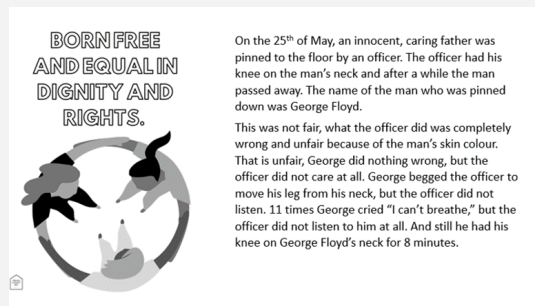 BORN FREE
AND EQUAL IN
DIGNITY AND
RIGHTS.
On the 25th of May, an innocent, caring father was
pinned to the floor by an officer. The officer had his
knee on the man’s neck and after a while the man
passed away. The name of the man who was pinned
down was George Floyd.
This was not fair, what the officer did was completely
wrong and unfair because of the man’s skin colour.
That is unfair, George did nothing wrong, but the
officer did not care at all. George begged the officer to
move his leg from his neck, but the officer did not
listen. 11 times George cried “I can’t breathe,” but the
officer did not listen to him at all. And still he had his
knee on George Floyd’s neck for 8 minutes.